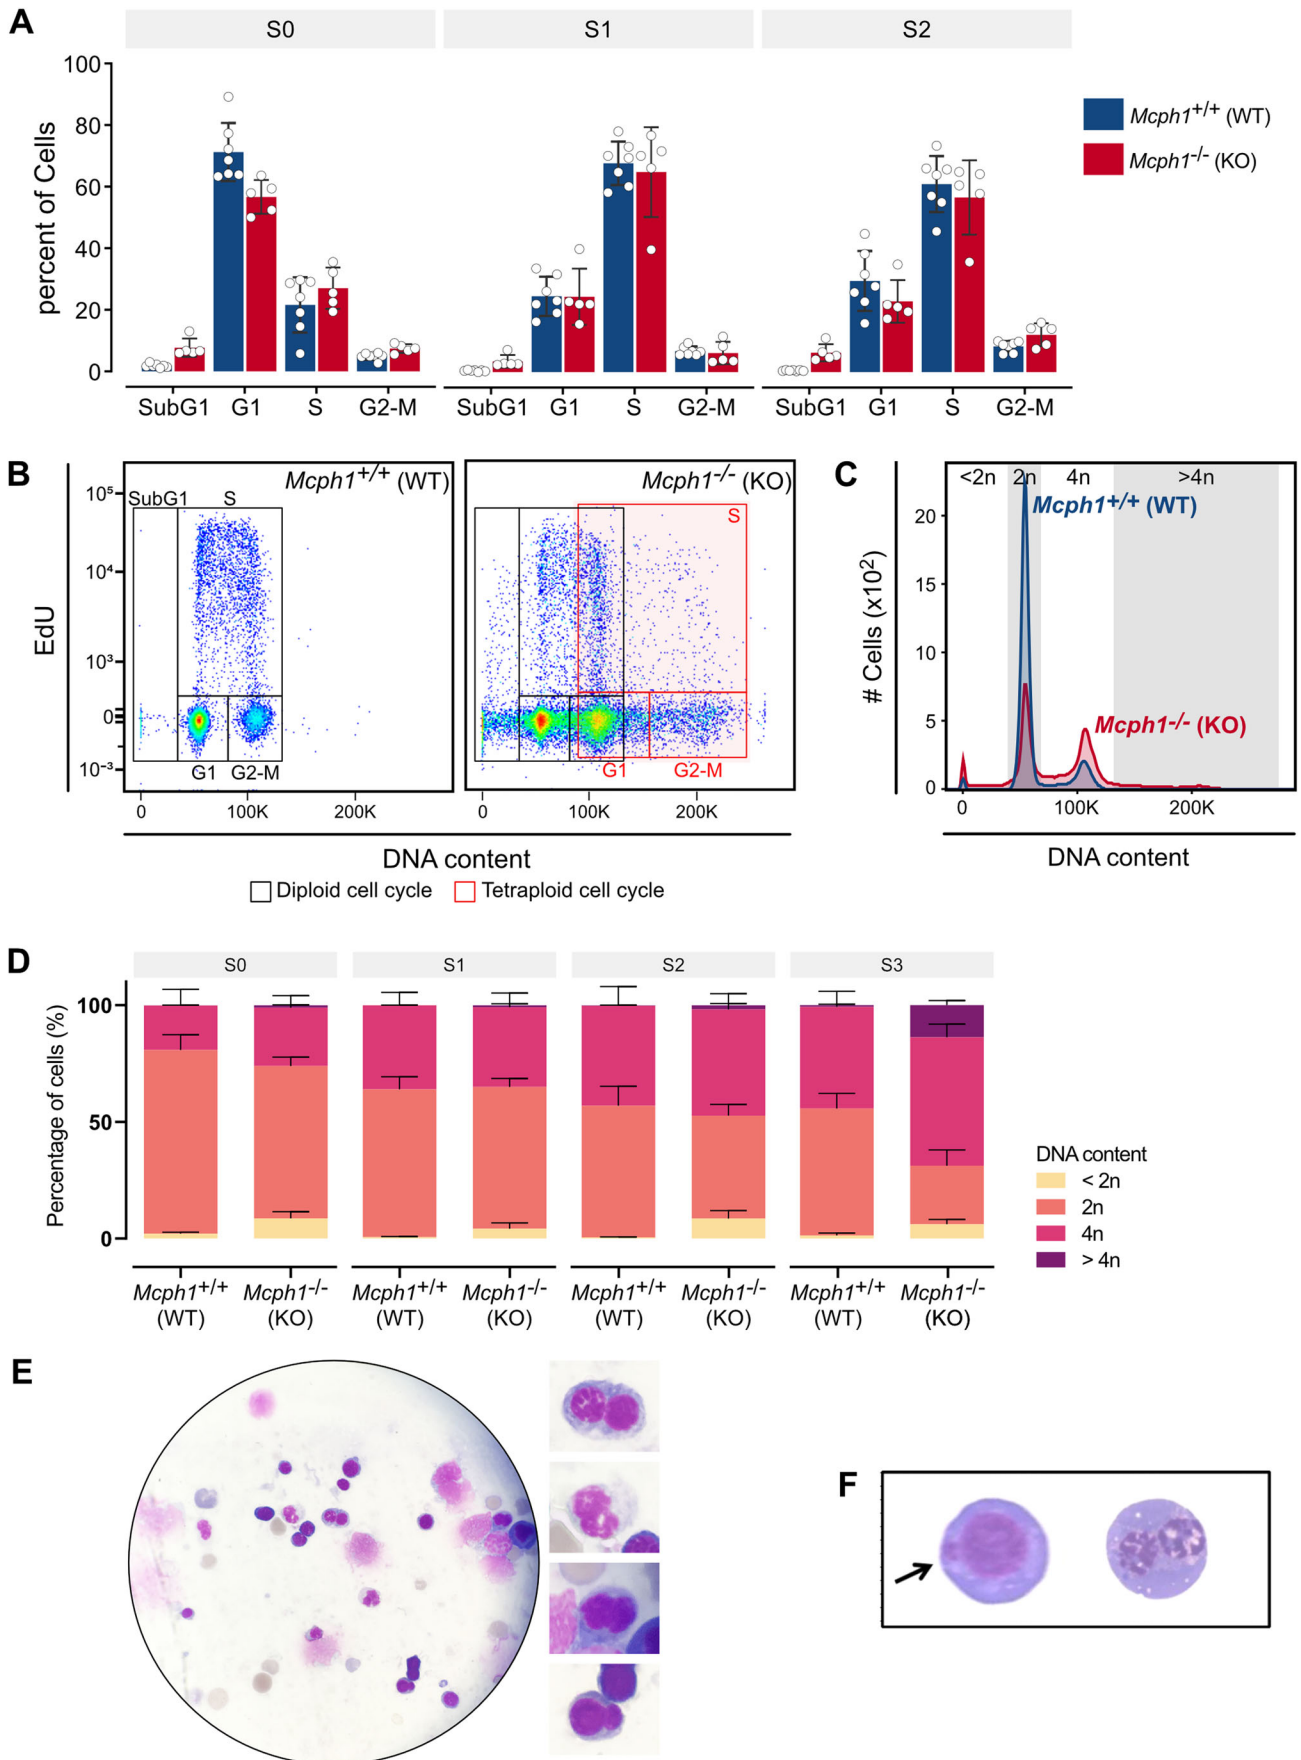 A
S0 S1 S2
percent of Cells
100
80
60
40
20
0
SubG1 G1 S G2-M SubG1 G1 S G2-M SubG1 G1 S G2-M
Mcph1+/+ (WT)
Mcph1-/- (KO)
B
EdU
10⁵
10⁴
10³
0
10⁻³
Mcph1+/+ (WT)
SubG1 S
G1 G2-M
0 100K 200K
Mcph1-/- (KO)
S
G1 G2-M
0 100K 200K
DNA content
Diploid cell cycle Tetraploid cell cycle
C
# Cells (x10²)
20
15
10
5
0
<2n 2n 4n >4n
Mcph1+/+ (WT)
Mcph1-/- (KO)
0 100K 200K
DNA content
D
S0 S1 S2 S3
Percentage of cells (%)
100
50
0
Mcph1+/+ Mcph1-/- Mcph1+/+ Mcph1-/- Mcph1+/+ Mcph1-/- Mcph1+/+ Mcph1-/-
(WT) (KO) (WT) (KO) (WT) (KO) (WT) (KO)
DNA content
< 2n
2n
4n
> 4n
E
F